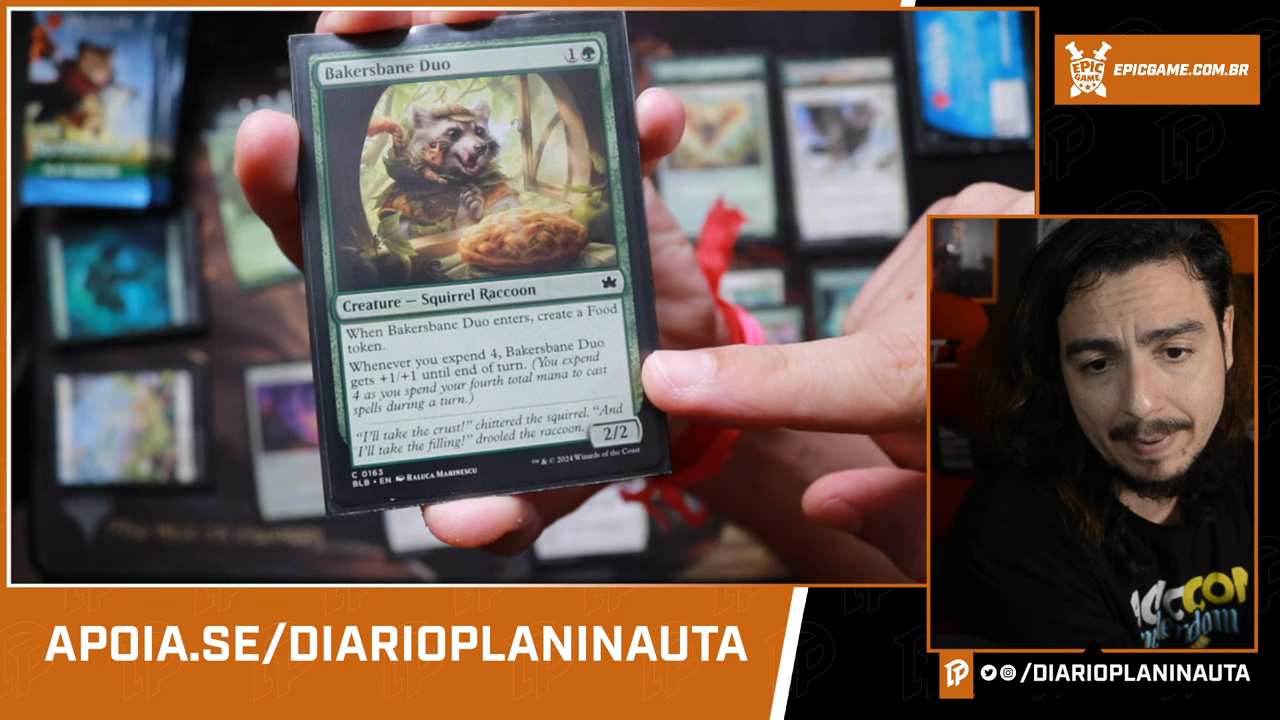 Bakersbane Duo
1
Creature — Squirrel Raccoon
When Bakersbane Duo enters, create a Food
token.
Whenever you expend 4, Bakersbane Duo
gets +1/+1 until end of turn. (You expend
4 as you spend your fourth total mana to cast
spells during a turn.)
"I'll take the crust!" chittered the squirrel. "And
I'll take the filling!" drooled the raccoon.
2/2
C 0163
BLB • EN RALUCA MARINESCU
™ & © 2024 Wizards of the Coast
EPIC
GAME
EPICGAME.COM.BR
APOIA.SE/DIARIOPLANINAUTA
/DIARIOPLANINAUTA